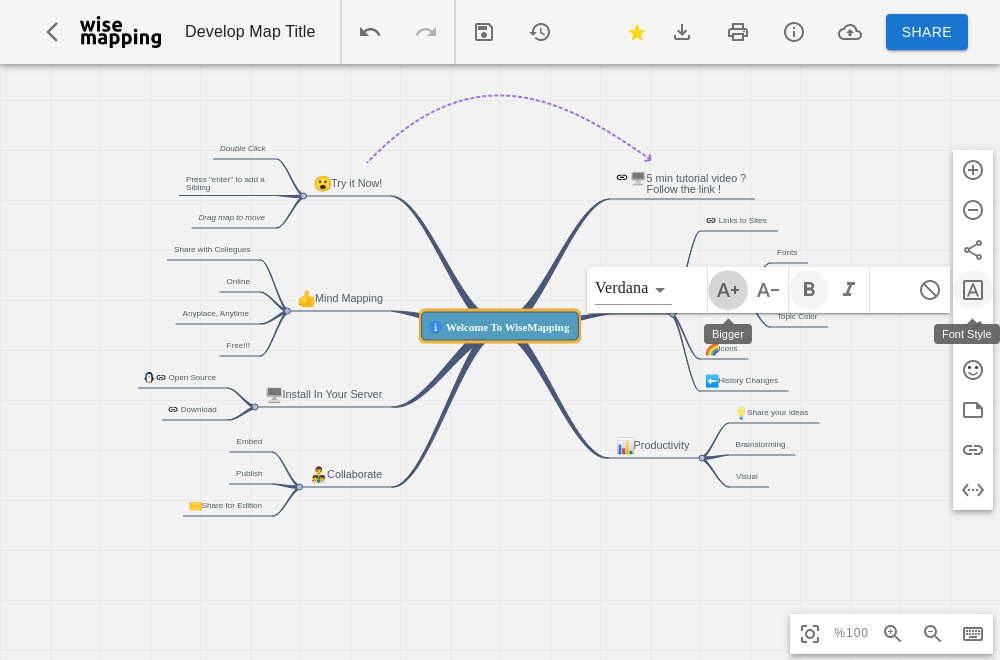 wise
mapping
Develop Map Title
SHARE
Double Click
Press "enter" to add a
Sibling
Drag map to move
Try it Now!
Share with Collegues
Online
Anyplace, Anytime
Free!!!
Mind Mapping
Open Source
Download
Install In Your Server
Embed
Publish
Share for Edition
Collaborate
Welcome To WiseMapping
5 min tutorial video ?
Follow the link !
Links to Sites
Fonts
Verdana
A+
A-
B
I
A
Topic Color
Bigger
Font Style
Icons
History Changes
Productivity
Share your ideas
Brainstorming
Visual
%100